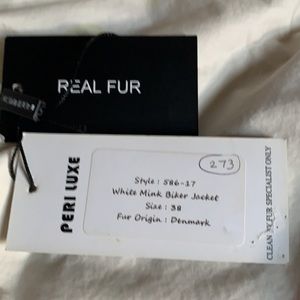 REAL FUR
PERI LUXE
273
Style : 586-17
White Mink Biker Jacket
Size : 38
Fur Origin : Denmark
CLEAN BY FUR SPECIALIST ONLY